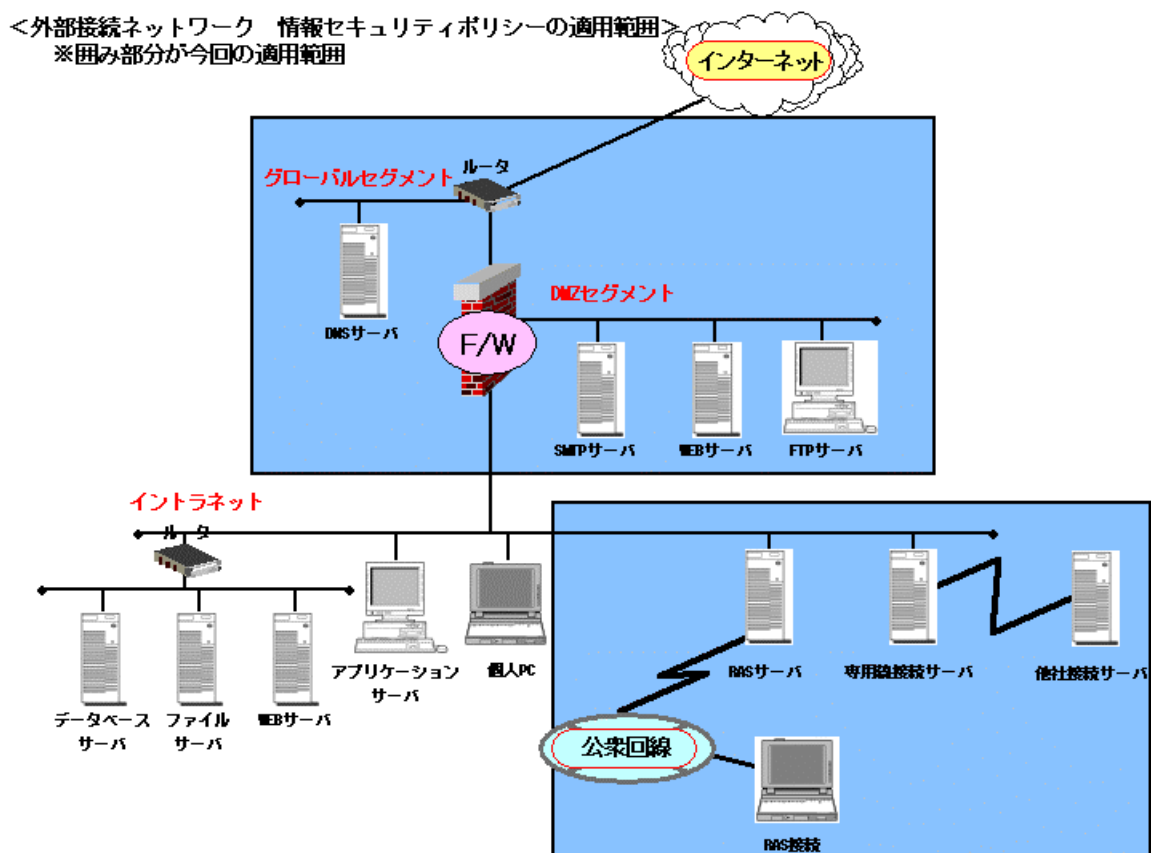 ＜外部接続ネットワーク　情報セキュリティポリシーの適用範囲＞
※囲み部分が今回の適用範囲
インターネット
ルータ
グローバルセグメント
DNSサーバ
F/W
DMZセグメント
SMTPサーバ
WEBサーバ
FTPサーバ
イントラネット
ルータ
データベース
サーバ
ファイル
サーバ
WEBサーバ
アプリケーション
サーバ
個人PC
RASサーバ
専用線接続サーバ
他社接続サーバ
公衆回線
RAS接続